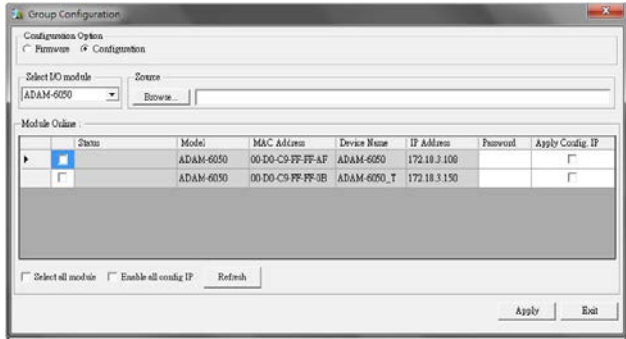 Group Configuration
Configuration Option
Firmware Configuration
Select I/O module Source
ADAM-6050 Browse...
Module Online :
Status Model MAC Address Device Name IP Address Password Apply Config. IP
ADAM-6050 00-D0-C9-FF-FF-AF ADAM-6050 172.18.3.108
ADAM-6050 00-D0-C9-FF-FF-0B ADAM-6050_T 172.18.3.150
Select all module Enable all config IP Refresh
Apply Exit